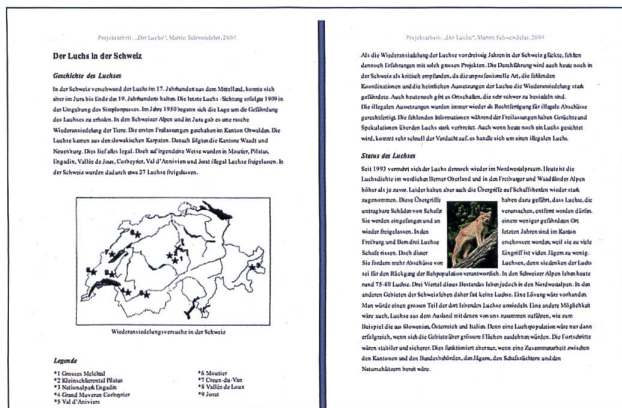 Projektarbeit: „Der Luchs", Martin Schwendeler, 2004
Der Luchs in der Schweiz
Geschichte des Luchses
In der Schweiz verschwand der Luchs im 17. Jahrhundert aus dem Mittelland, konnte sich
aber im Jura bis Ende des 19. Jahrhunderts halten. Die letzte Luchs-Sichtung erfolgte 1909 in
der Umgebung des Simplonpasses. Im Jahre 1950 begann sich die Lage um die Gefährdung
des Luchses zu erholen. In den Schweizer Alpen und im Jura gab es eine rasche
Wiederansiedelung der Tiere. Die ersten Freilassungen geschahen im Kanton Obwalden. Die
Luchse kamen aus den slowakischen Karpaten. Danach folgten die Kantone Waadt und
Neuenburg. Dies lief alles legal. Doch auf irgendeine Weise wurden in Moutier, Pilatus,
Engadin, Vallée de Joux, Corbeyrier, Val d'Anniviers und Jorat illegal Luchse freigelassen. In
der Schweiz wurden dadurch etwa 27 Luchse freigelassen.
Wiederansiedelungsversuche in der Schweiz
Legende
*1 Grosses Melchtal
*2 Kleinschlierental Pilatus
*3 Nationalpark Engadin
*4 Grand Muveran Corbeyrier
*5 Val d'Anniviers
*6 Moutier
*7 Creux-du-Van
*8 Vallée de Joux
*9 Jorat
Projektarbeit: „Der Luchs", Martin Schwendeler, 2004
Als die Wiederansiedlung der Luchse vor dreissig Jahren in der Schweiz glückte, fehlten
dennoch Erfahrungen mit solch grossen Projekten. Die Durchführung wird auch heute noch in
der Schweiz als kritisch empfunden, da die unprofessionelle Art, die fehlenden
Koordinationen und die heimlichen Aussetzungen der Luchse die Wiederansiedelung stark
gefährdete. Auch heute noch gibt es Ortschaften, die sehr schwer zu besiedeln sind.
Die illegalen Aussetzungen wurden immer wieder als Rechtfertigung für illegale Abschüsse
gerechtfertigt. Die fehlenden Informationen während der Freilassungen haben Gerüchte und
Spekulationen über den Luchs stark verbreitet. Auch wenn heute noch ein Luchs gesichtet
wird, kommt sehr schnell der Verdacht auf, es handle sich um einen illegalen Luchs.
Status des Luchses
Seit 1993 vermehrt sich der Luchs dennoch wieder im Nordwestalpraum. Heute ist die
Luchsdichte im westlichen Berner Oberland und in den Freiburger und Waadtländer Alpen
höher als je zuvor. Leider haben aber auch die Übergriffe auf Schafherden wieder stark
zugenommen. Diese Übergriffe haben dazu geführt, dass Luchse, die
untragbare Schäden von Schafen verursachen, entfernt werden dürfen.
Sie werden eingefangen und an einem weniger gefährdeten Ort
wieder freigelassen. In den letzten Jahren sind im Kanton
Freiburg und Bern drei Luchse erschossen worden, weil sie zu viele
Schafe rissen. Doch dieser Eingriff ist vielen Jägern zu wenig.
Sie fordern mehr Abschüsse von Luchsen, denn sie denken der Luchs
sei für den Rückgang der Rehpopulation verantwortlich. In den Schweizer Alpen leben heute
rund 75-80 Luchse. Drei Viertel dieses Bestandes leben jedoch in den Nordwestalpen. In den
anderen Gebieten der Schweiz leben daher fast keine Luchse. Eine Lösung wäre vorhanden.
Man würde einen grossen Teil der dort lebenden Luchse umsiedeln. Eine andere Möglichkeit
wäre auch, Luchse aus dem Ausland mit denen von uns zusammen zuführen, wie zum
Beispiel die aus Slowenien, Österreich und Italien. Denn eine Luchspopulation wäre nur dann
erfolgreich, wenn sich die Gebiete über grössere Flächen ausdehnen würden. Die Fortschritte
wären stabiler und sicherer. Dies funktioniert aber nur, wenn eine Zusammenarbeit zwischen
den Kantonen und den Bundesbehörden, den Jägern, den Schafzüchtern und den
Naturschützern bereit wäre.